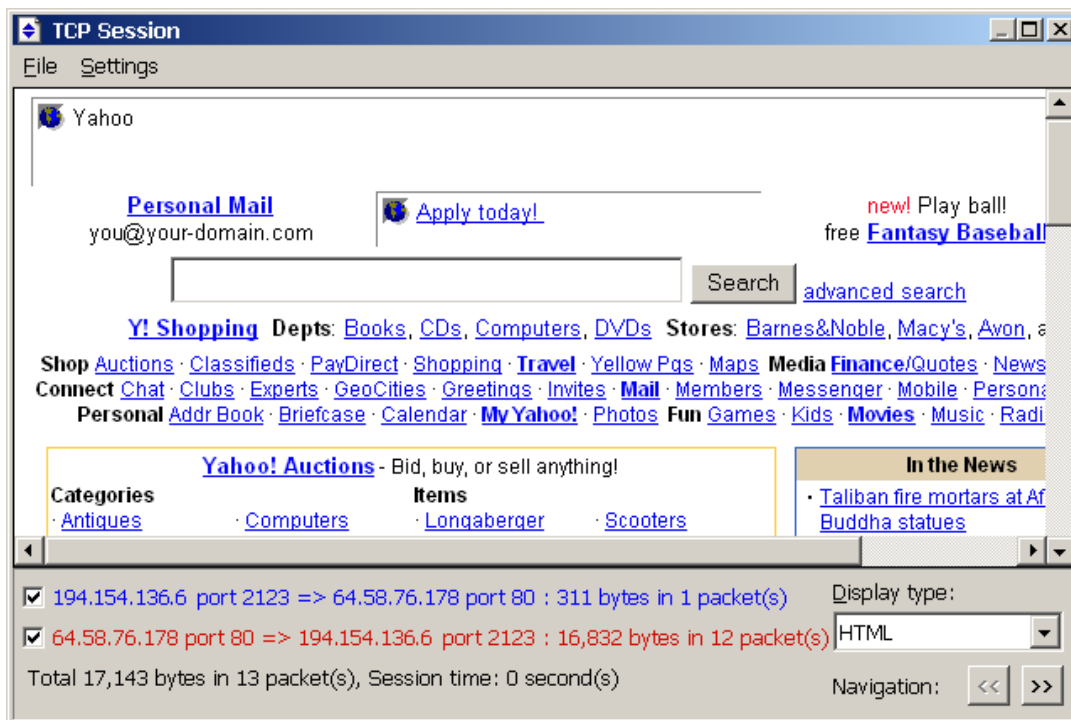 TCP Session
File Settings
Yahoo
Personal Mail
you@your-domain.com
Apply today!
new! Play ball!
free Fantasy Baseball
Search advanced search
Y! Shopping Depts: Books, CDs, Computers, DVDs Stores: Barnes&Noble, Macy's, Avon, a
Shop Auctions · Classifieds · PayDirect · Shopping · Travel · Yellow Pgs · Maps Media Finance/Quotes · News
Connect Chat · Clubs · Experts · GeoCities · Greetings · Invites · Mail · Members · Messenger · Mobile · Persona
Personal Addr Book · Briefcase · Calendar · My Yahoo! · Photos Fun Games · Kids · Movies · Music · Radi
Yahoo! Auctions - Bid, buy, or sell anything!
Categories Items
· Antiques · Computers · Longaberger · Scooters
In the News
· Taliban fire mortars at Af
Buddha statues
194.154.136.6 port 2123 => 64.58.76.178 port 80 : 311 bytes in 1 packet(s)
64.58.76.178 port 80 => 194.154.136.6 port 2123 : 16,832 bytes in 12 packet(s)
Total 17,143 bytes in 13 packet(s), Session time: 0 second(s)
Display type:
HTML
Navigation: << >>